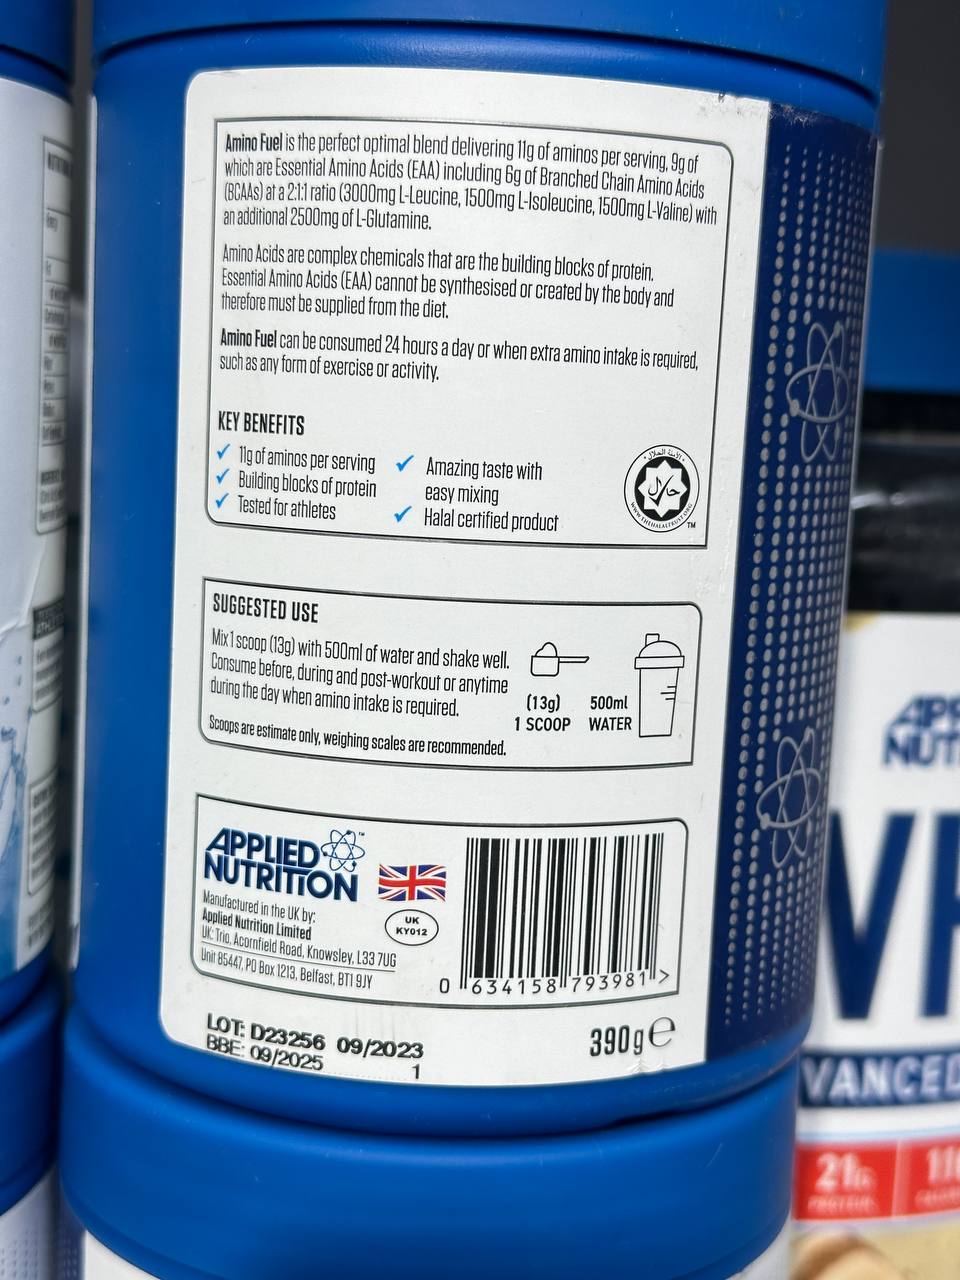 Amino Fuel is the perfect optimal blend delivering 11g of aminos per serving, 9g of
which are Essential Amino Acids (EAA) including 6g of Branched Chain Amino Acids
(BCAAs) at a 2:1:1 ratio (3000mg L-Leucine, 1500mg L-Isoleucine, 1500mg L-Valine) with
an additional 2500mg of L-Glutamine.
Amino Acids are complex chemicals that are the building blocks of protein.
Essential Amino Acids (EAA) cannot be synthesised or created by the body and
therefore must be supplied from the diet.
Amino Fuel can be consumed 24 hours a day or when extra amino intake is required,
such as any form of exercise or activity.
KEY BENEFITS
✓ 11g of aminos per serving
✓ Building blocks of protein
✓ Tested for athletes
✓ Amazing taste with
easy mixing
✓ Halal certified product
حلال
WWW.THEHALALTRUST.ORG
TM
SUGGESTED USE
Mix 1 scoop (13g) with 500ml of water and shake well.
Consume before, during and post-workout or anytime
during the day when amino intake is required.
Scoops are estimate only, weighing scales are recommended.
(13g)
1 SCOOP
500ml
WATER
APPLIED
NUTRITION
™
Manufactured in the UK by:
Applied Nutrition Limited
UK: Trio, Acornfield Road, Knowsley, L33 7UG
Unit 85447, PO Box 1213, Belfast, BT1 9JY
UK
KY012
0 634158 793981 >
LOT: D23256 09/2023
BBE: 09/2025 1
390g e
APP
NUT
VANCED
21G
PROTEIN